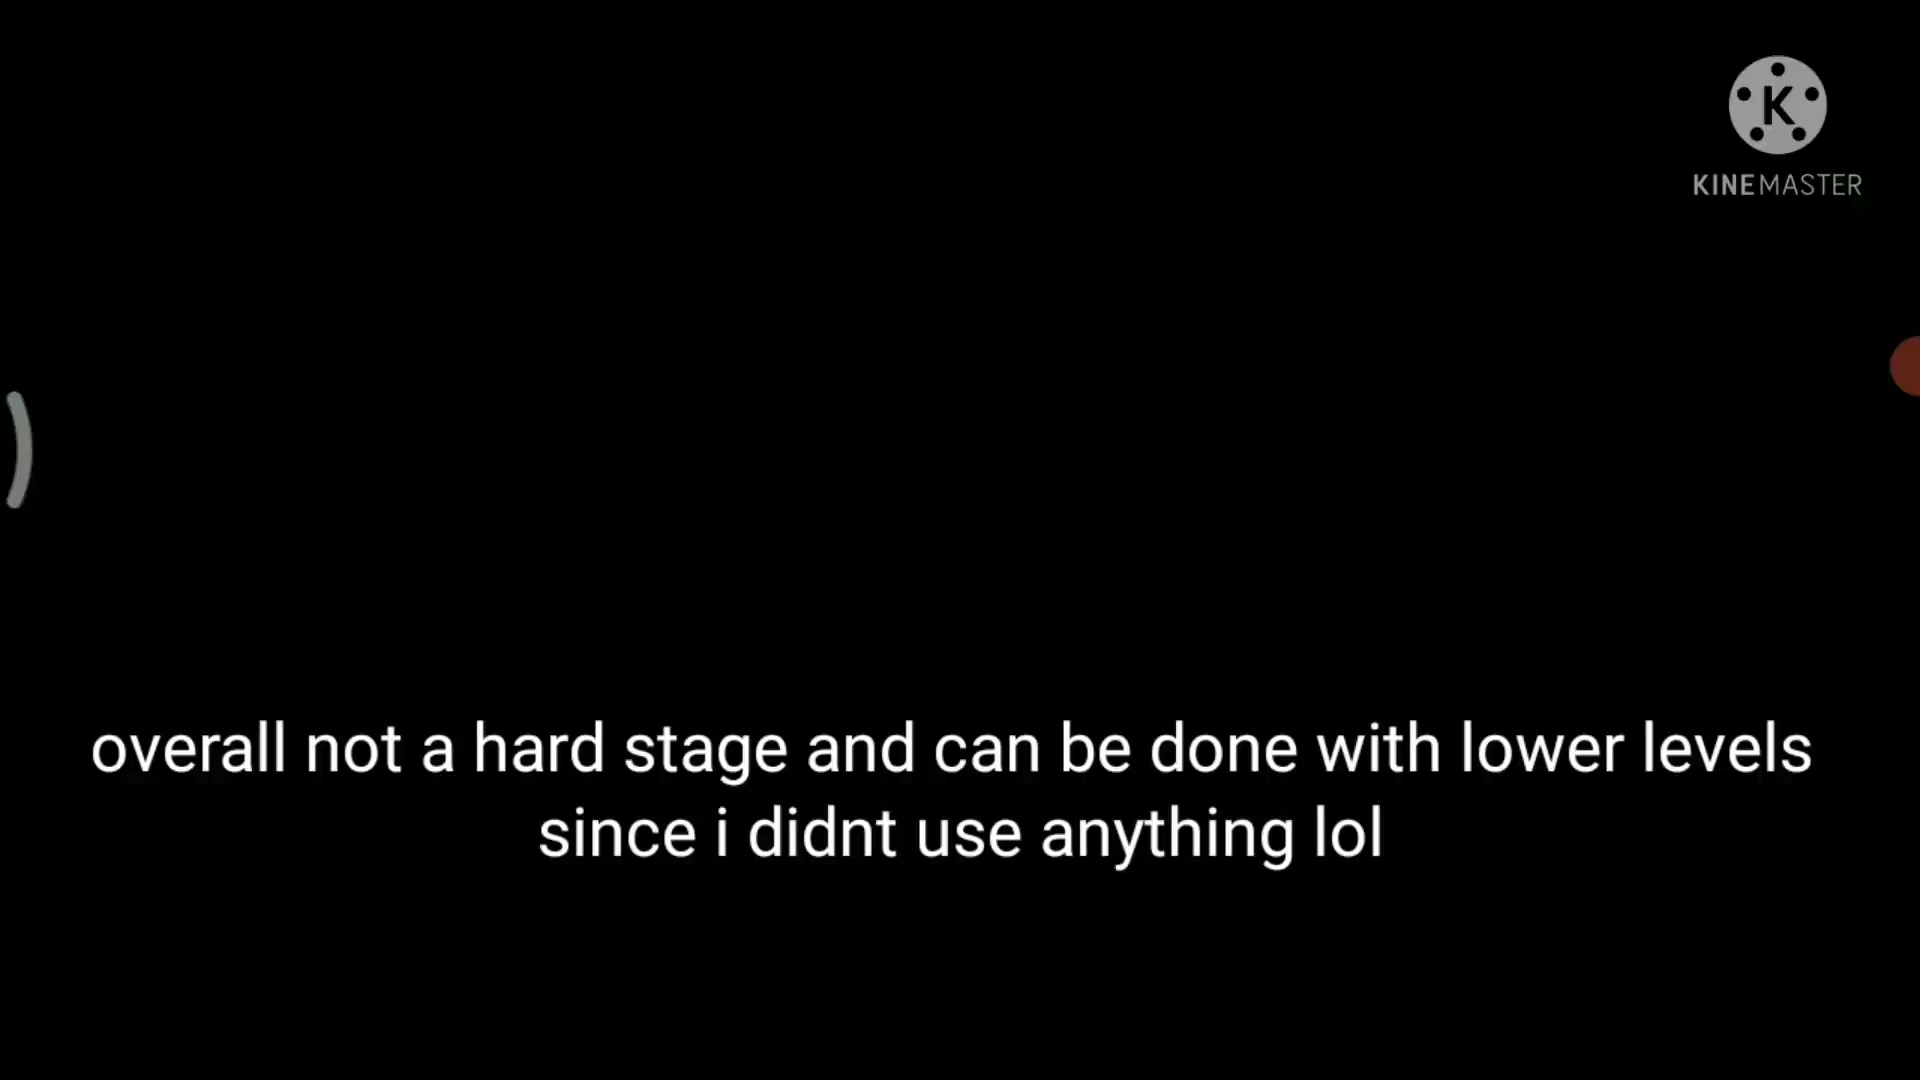 K
KINEMASTER
overall not a hard stage and can be done with lower levels
since i didnt use anything lol